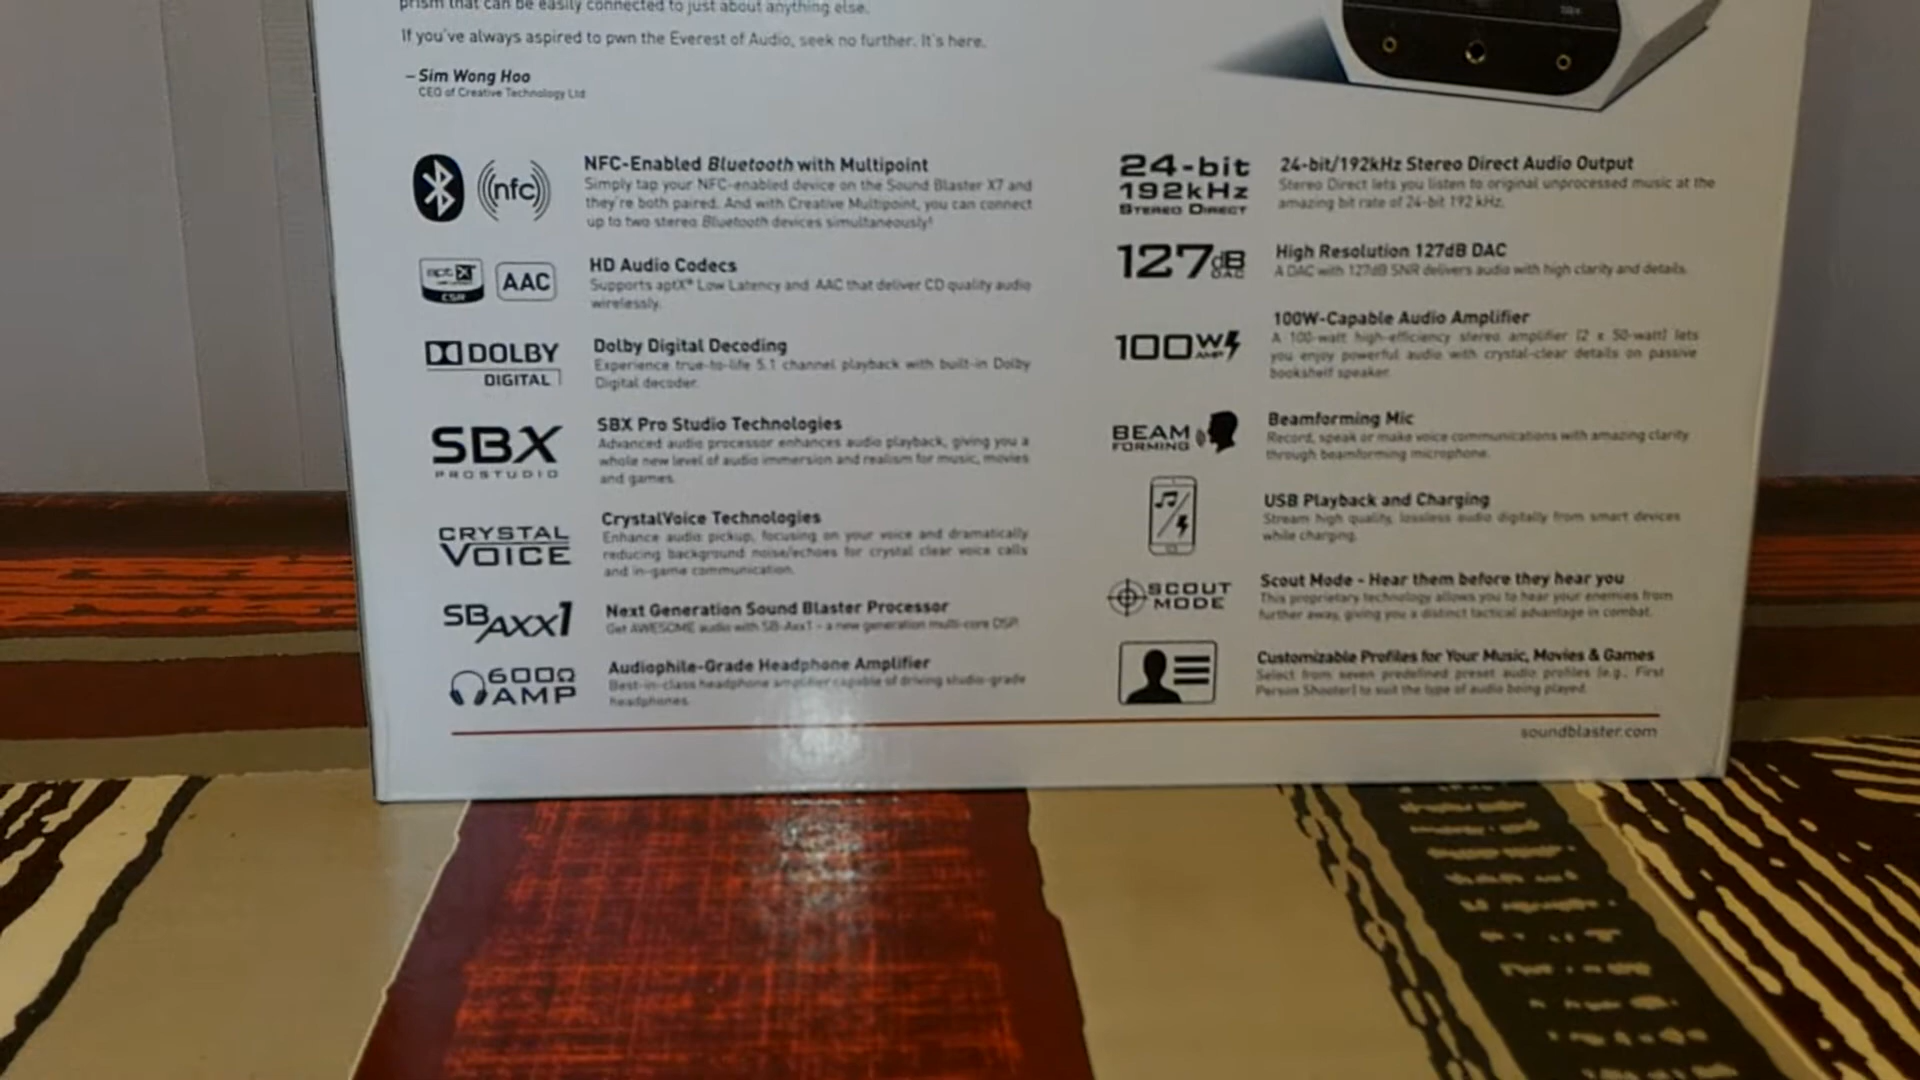 prism that can be easily connected to just about anything else.
If you've always aspired to pwn the Everest of Audio, seek no further. It's here.
– Sim Wong Hoo
CEO of Creative Technology Ltd
nfc
NFC-Enabled Bluetooth with Multipoint
Simply tap your NFC-enabled device on the Sound Blaster X7 and
they're both paired. And with Creative Multipoint, you can connect
up to two stereo Bluetooth devices simultaneously!
aptX
CSR
AAC
HD Audio Codecs
Supports aptX® Low Latency and AAC that deliver CD quality audio
wirelessly.
DOLBY
DIGITAL
Dolby Digital Decoding
Experience true-to-life 5.1 channel playback with built-in Dolby
Digital decoder.
SBX
PRO STUDIO
SBX Pro Studio Technologies
Advanced audio processor enhances audio playback, giving you a
whole new level of audio immersion and realism for music, movies
and games.
CRYSTAL
VOICE
CrystalVoice Technologies
Enhance audio pickup, focusing on your voice and dramatically
reducing background noise/echoes for crystal clear voice calls
and in-game communication.
SB AXX1
Next Generation Sound Blaster Processor
Get AWESOME audio with SB-Axx1 - a new generation multi-core DSP.
600Ω
AMP
Audiophile-Grade Headphone Amplifier
Best-in-class headphone amplifier capable of driving studio-grade
headphones.
24-bit
192kHz
STEREO DIRECT
24-bit/192kHz Stereo Direct Audio Output
Stereo Direct lets you listen to original unprocessed music at the
amazing bit rate of 24-bit 192 kHz.
127dB
DAC
High Resolution 127dB DAC
A DAC with 127dB SNR delivers audio with high clarity and details.
100W
AMP
100W-Capable Audio Amplifier
A 100-watt high-efficiency stereo amplifier (2 x 50-watt) lets
you enjoy powerful audio with crystal-clear details on passive
bookshelf speaker.
BEAM
FORMING
Beamforming Mic
Record, speak or make voice communications with amazing clarity
through beamforming microphone.
USB Playback and Charging
Stream high quality, lossless audio digitally from smart devices
while charging.
SCOUT
MODE
Scout Mode - Hear them before they hear you
This proprietary technology allows you to hear your enemies from
further away, giving you a distinct tactical advantage in combat.
Customizable Profiles for Your Music, Movies & Games
Select from seven predefined preset audio profiles (e.g., First
Person Shooter) to suit the type of audio being played.
soundblaster.com